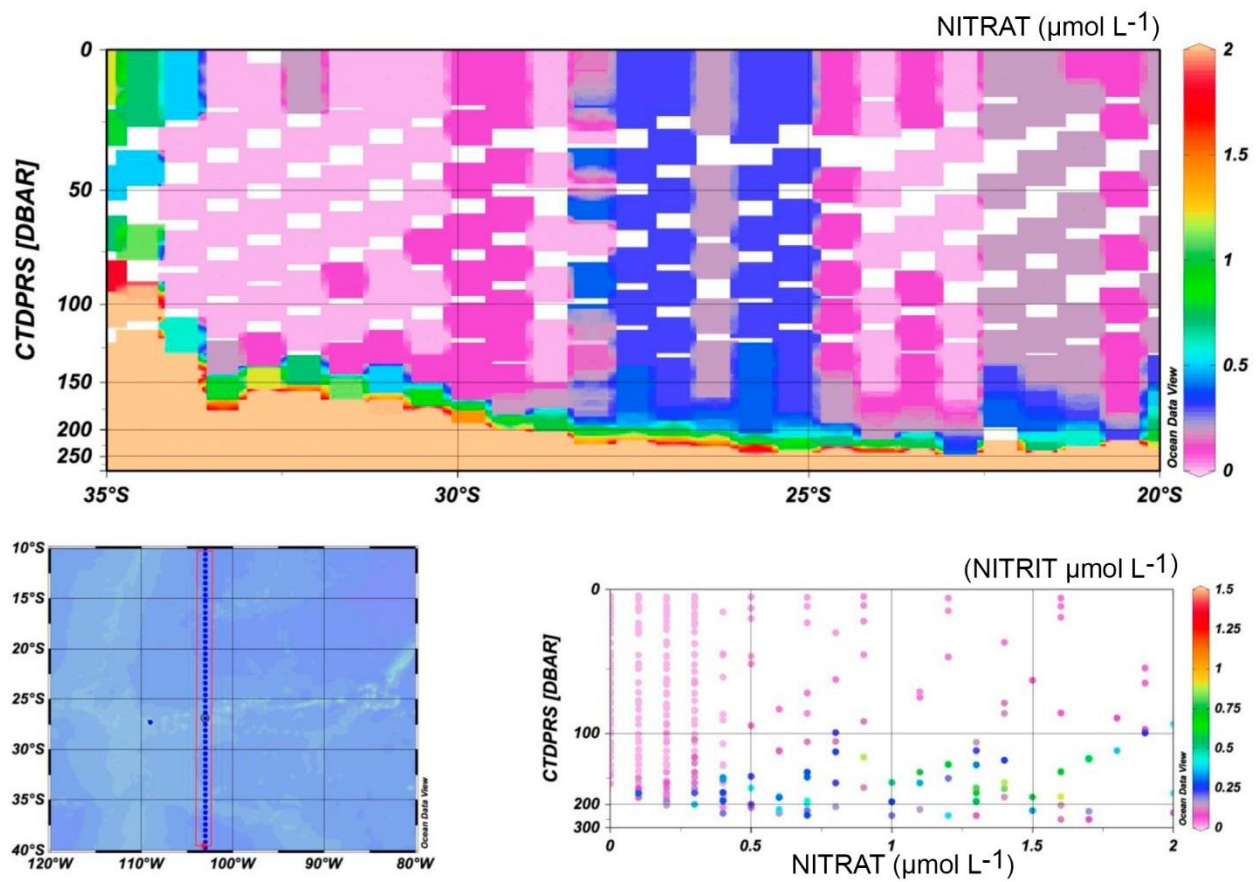 NITRAT (µmol L-1)
0
50
100
150
200
250
CTDPRS [DBAR]
35°S
30°S
25°S
20°S
2
1.5
1
0.5
0
Ocean Data View
10°S
15°S
20°S
25°S
30°S
35°S
40°S
120°W
110°W
100°W
90°W
80°W
Ocean Data View
(NITRIT µmol L-1)
0
100
200
300
CTDPRS [DBAR]
0
0.5
1
1.5
2
NITRAT (µmol L-1)
1.5
1.25
1
0.75
0.5
0.25
0
Ocean Data View